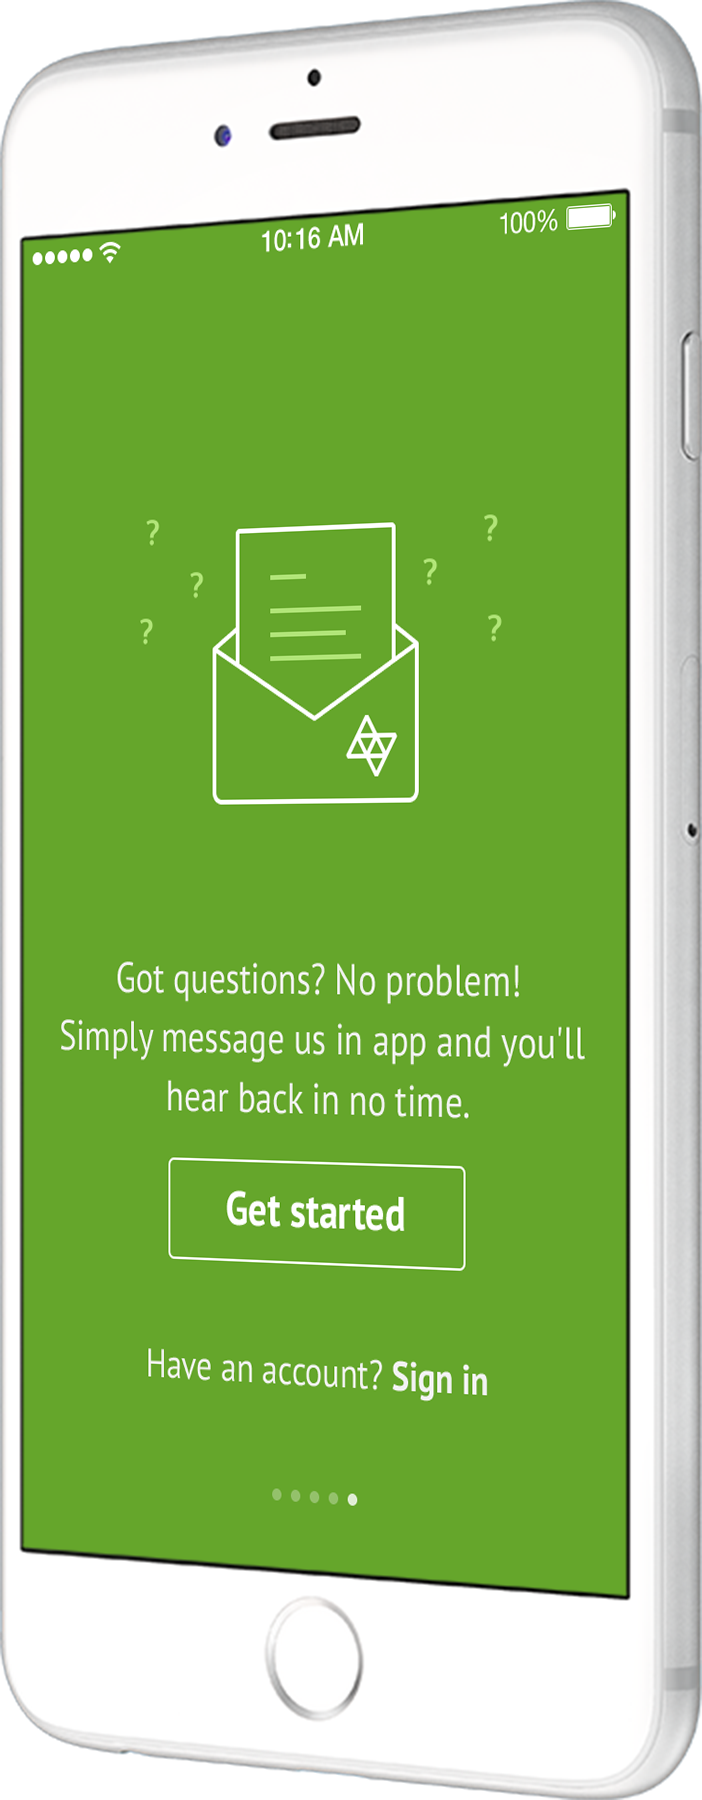 10:16 AM
100%
? ?
? ?
? ?
Got questions? No problem!
Simply message us in app and you'll
hear back in no time.
Get started
Have an account? Sign in